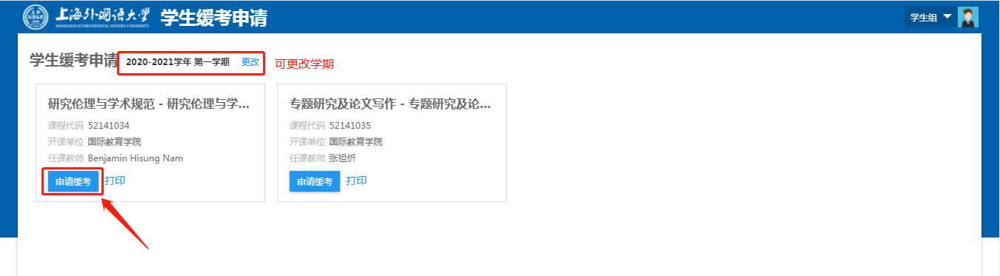 上海外国语大学
SHANGHAI INTERNATIONAL STUDIES UNIVERSITY
学生缓考申请
学生组
学生缓考申请 2020-2021学年 第一学期 更改 可更改学期
研究伦理与学术规范 - 研究伦理与学...
课程代码 52141034
开课单位 国际教育学院
任课教师 Benjamin Hisung Nam
申请缓考 打印
专题研究及论文写作 - 专题研究及论...
课程代码 52141035
开课单位 国际教育学院
任课教师 张祖忻
申请缓考 打印